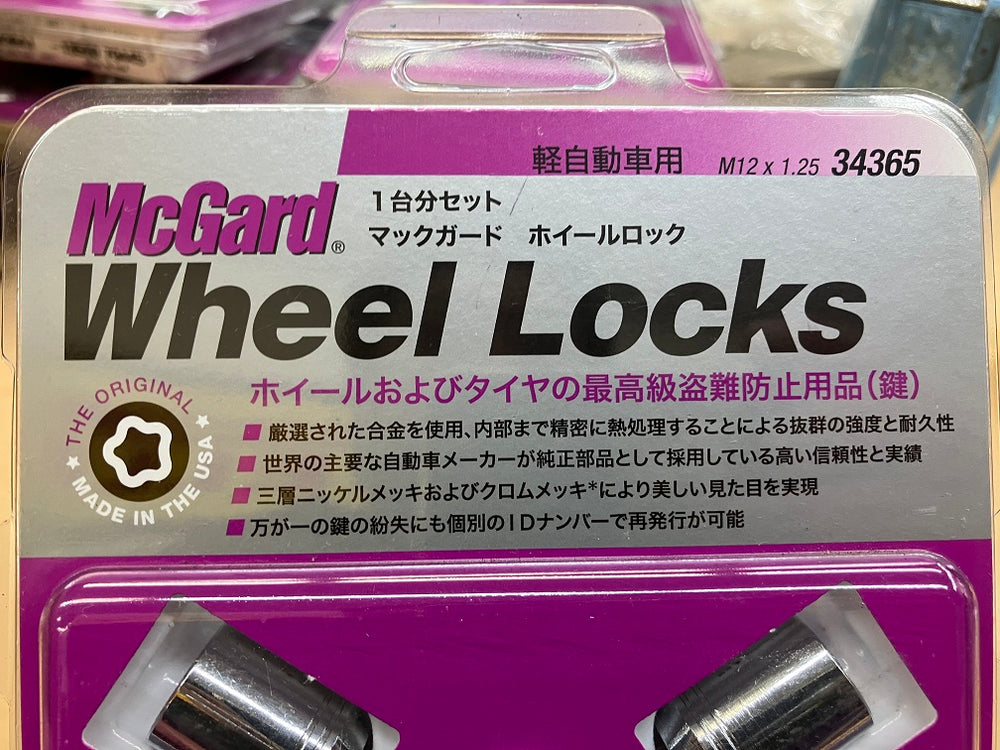 軽自動車用 M12 x 1.25 34365
McGard®
1台分セット
マックガード ホイールロック
Wheel Locks
THE ORIGINAL
★ MADE IN THE USA ★
ホイールおよびタイヤの最高級盗難防止用品(鍵)
■ 厳選された合金を使用、内部まで精密に熱処理することによる抜群の強度と耐久性
■ 世界の主要な自動車メーカーが純正部品として採用している高い信頼性と実績
■ 三層ニッケルメッキおよびクロムメッキ*により美しい見た目を実現
■ 万が一の鍵の紛失にも個別のIDナンバーで再発行が可能